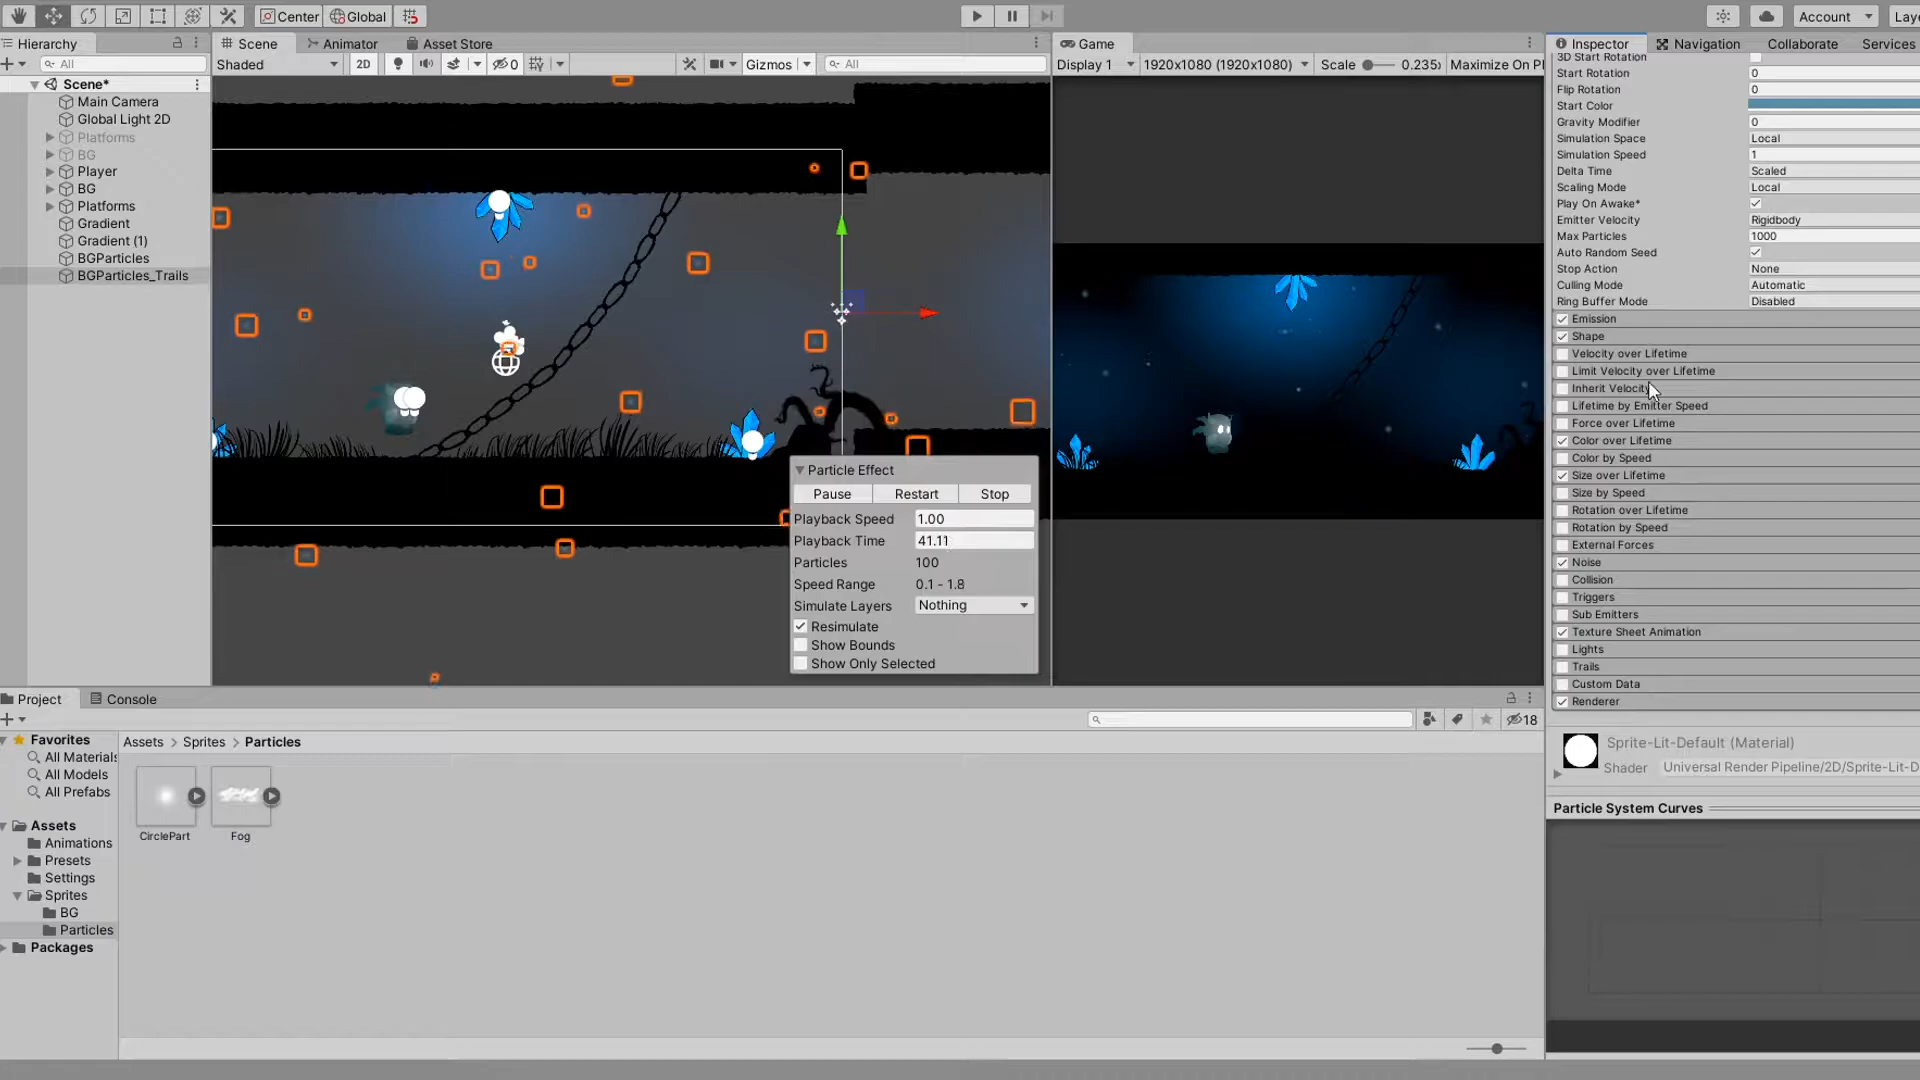 Center
Global
Account
Laye
Hierarchy
Scene
Animator
Asset Store
Game
Inspector
Navigation
Collaborate
Services
All
Shaded
2D
0
Gizmos
All
Display 1
1920x1080 (1920x1080)
Scale
0.235
Maximize On Pl
Scene*
Main Camera
Global Light 2D
Platforms
BG
Player
BG
Platforms
Gradient
Gradient (1)
BGParticles
BGParticles_Trails
3D Start Rotation
Start Rotation 0
Flip Rotation 0
Start Color
Gravity Modifier 0
Simulation Space Local
Simulation Speed 1
Delta Time Scaled
Scaling Mode Local
Play On Awake*
Emitter Velocity Rigidbody
Max Particles 1000
Auto Random Seed
Stop Action None
Culling Mode Automatic
Ring Buffer Mode Disabled
Emission
Shape
Velocity over Lifetime
Limit Velocity over Lifetime
Inherit Velocity
Lifetime by Emitter Speed
Force over Lifetime
Color over Lifetime
Color by Speed
Size over Lifetime
Size by Speed
Rotation over Lifetime
Rotation by Speed
External Forces
Noise
Collision
Triggers
Sub Emitters
Texture Sheet Animation
Lights
Trails
Custom Data
Renderer
Sprite-Lit-Default (Material)
Shader Universal Render Pipeline/2D/Sprite-Lit-D
Particle System Curves
Particle Effect
Pause Restart Stop
Playback Speed 1.00
Playback Time 41.11
Particles 100
Speed Range 0.1 - 1.8
Simulate Layers Nothing
Resimulate
Show Bounds
Show Only Selected
Project
Console
18
Favorites
All Materials
All Models
All Prefabs
Assets
Animations
Presets
Settings
Sprites
BG
Particles
Packages
Assets > Sprites > Particles
CirclePart
Fog